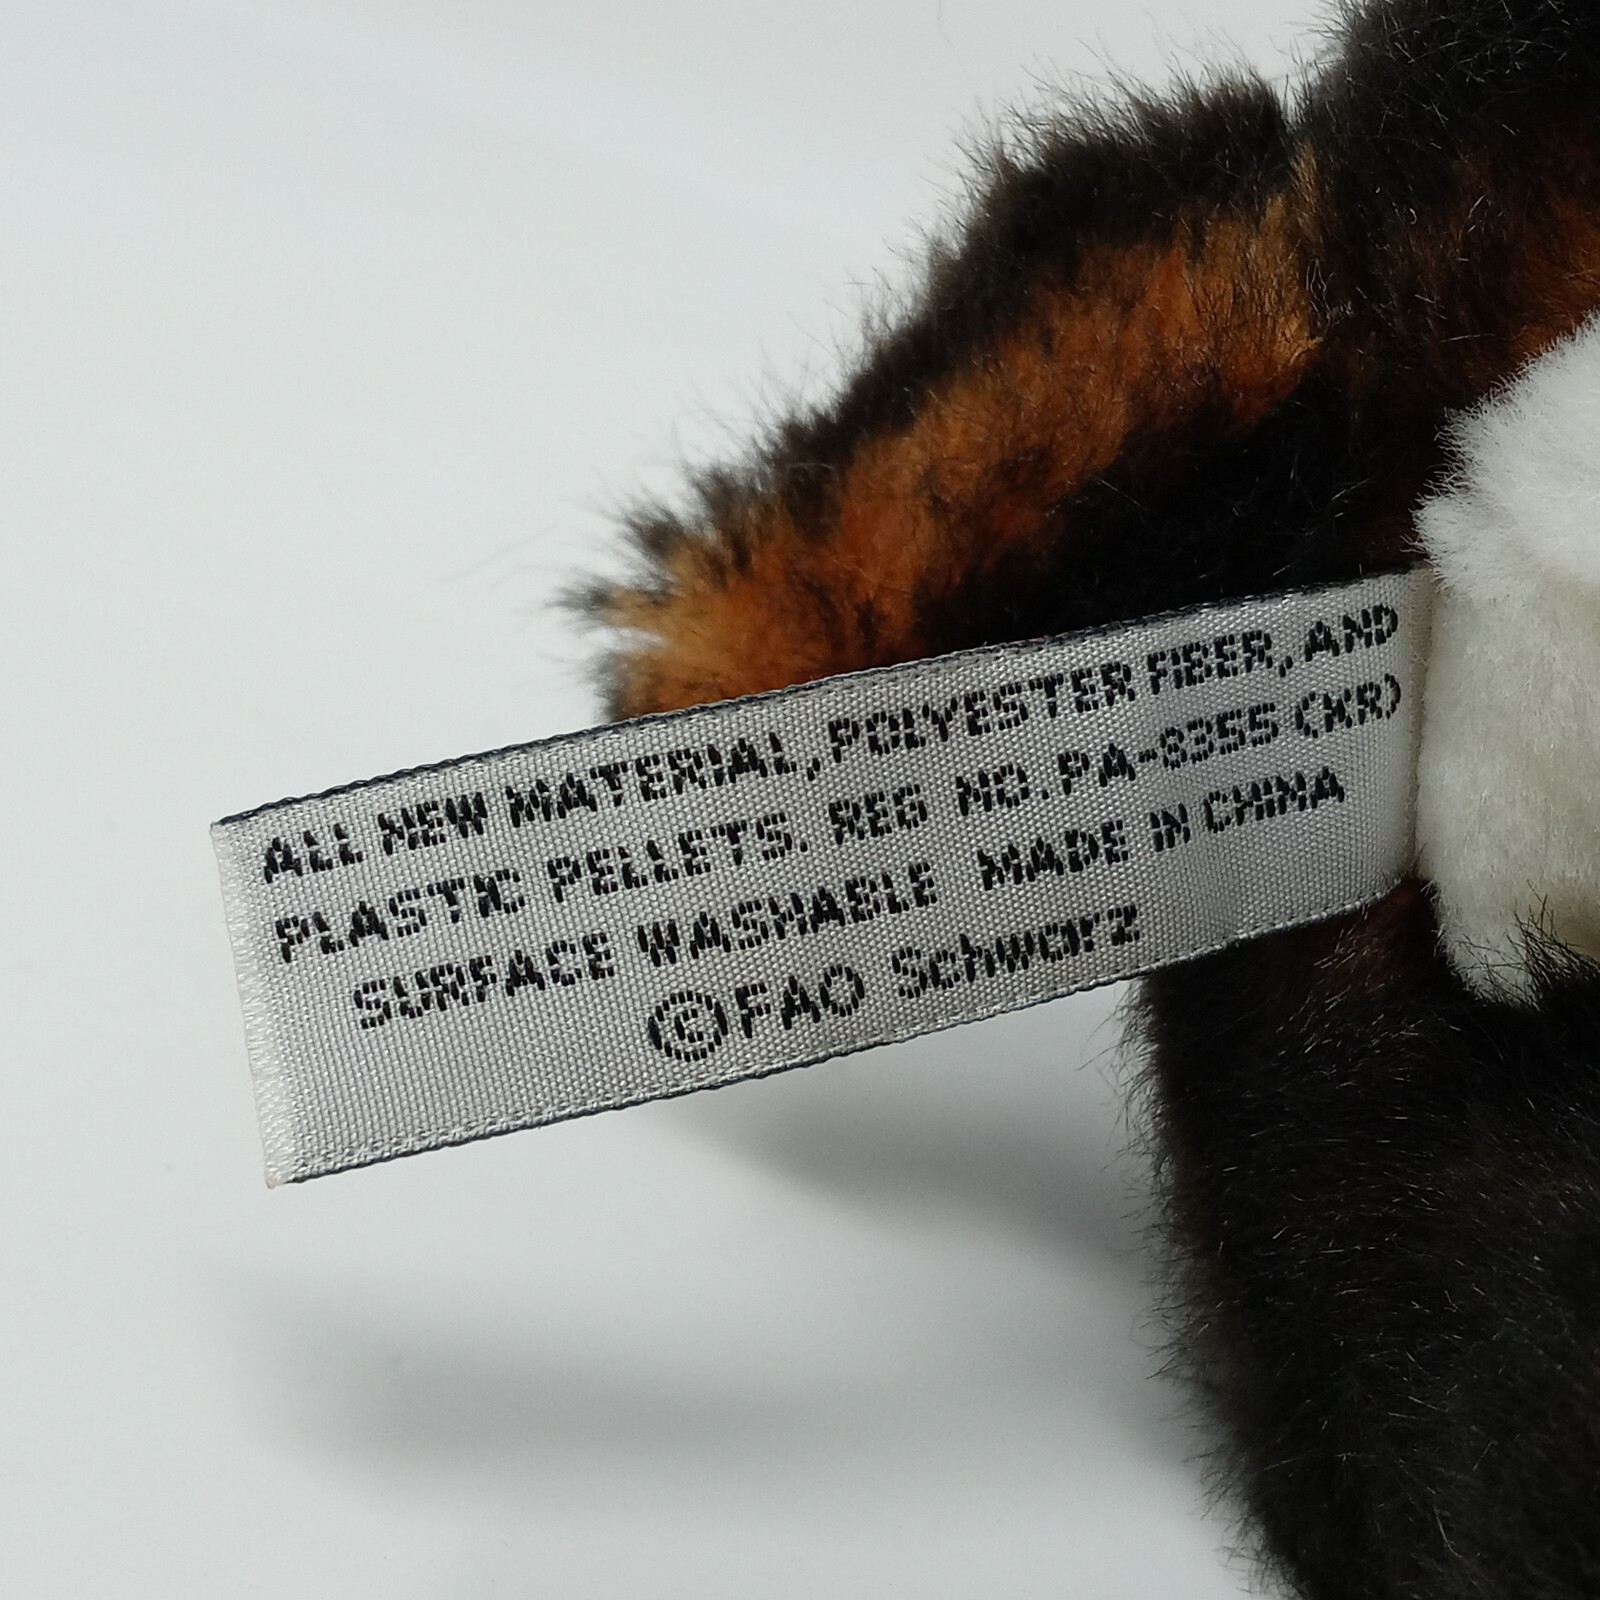 ALL NEW MATERIAL, POLYESTER FIBER, AND
PLASTIC PELLETS. REG NO. PA-8355 (KR)
SURFACE WASHABLE MADE IN CHINA
©FAO Schwarz